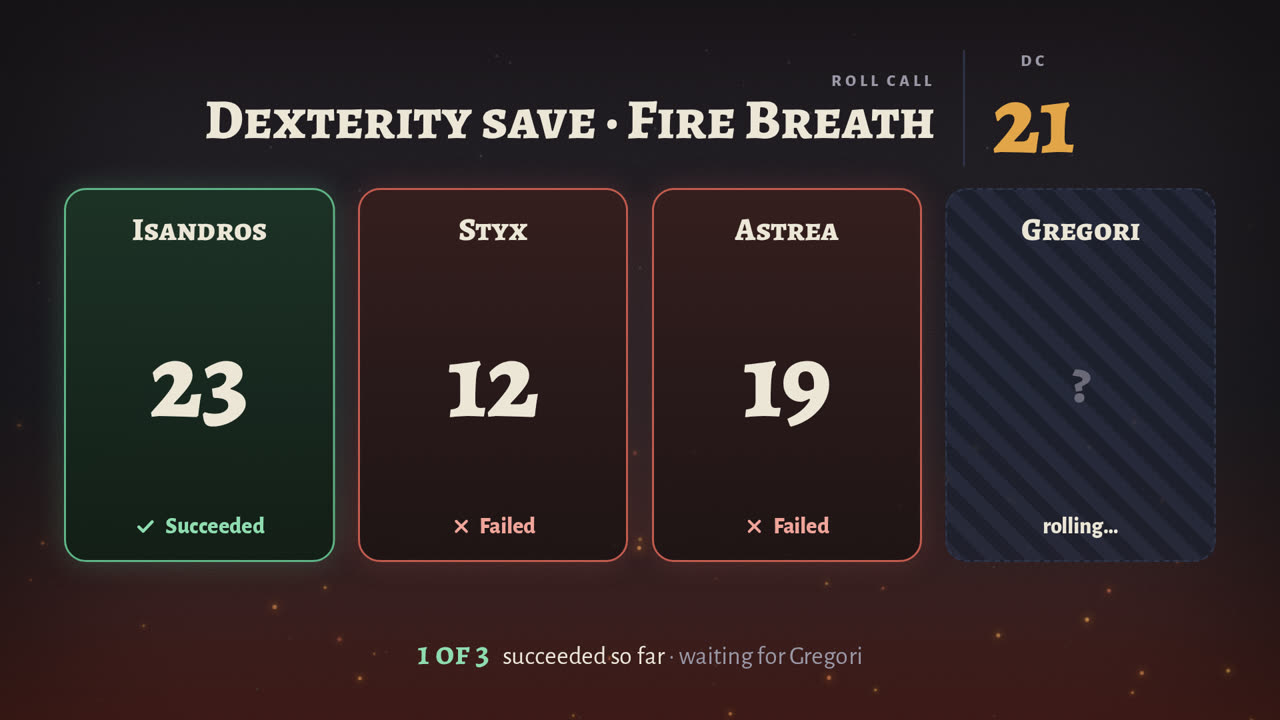 ROLL CALL
Dexterity save · Fire Breath
DC
21
Isandros
23
✓ Succeeded
Styx
12
✕ Failed
Astrea
19
✕ Failed
Gregori
?
rolling...
1 OF 3 succeeded so far · waiting for Gregori